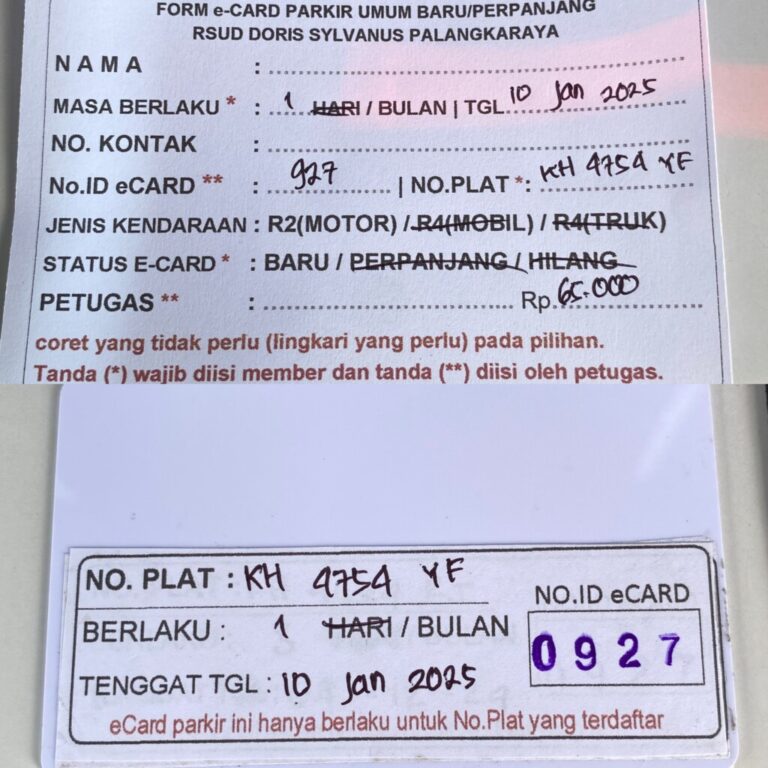 FORM e-CARD PARKIR UMUM BARU/PERPANJANG
RSUD DORIS SYLVANUS PALANGKARAYA
NAMA : ..........
MASA BERLAKU * : 1 HARI / BULAN | TGL. 10 Jan 2025
NO. KONTAK : ..........
No.ID eCARD ** : 927 | NO.PLAT *: KH 4754 YF
JENIS KENDARAAN : R2(MOTOR) / R4(MOBIL) / R4(TRUK)
STATUS E-CARD * : BARU / PERPANJANG / HILANG
PETUGAS ** : .......... Rp. 65.000
coret yang tidak perlu (lingkari yang perlu) pada pilihan.
Tanda (*) wajib diisi member dan tanda (**) diisi oleh petugas.
NO. PLAT : KH 4754 YF
NO.ID eCARD
BERLAKU : 1 HARI / BULAN
0927
TENGGAT TGL : 10 Jan 2025
eCard parkir ini hanya berlaku untuk No.Plat yang terdaftar